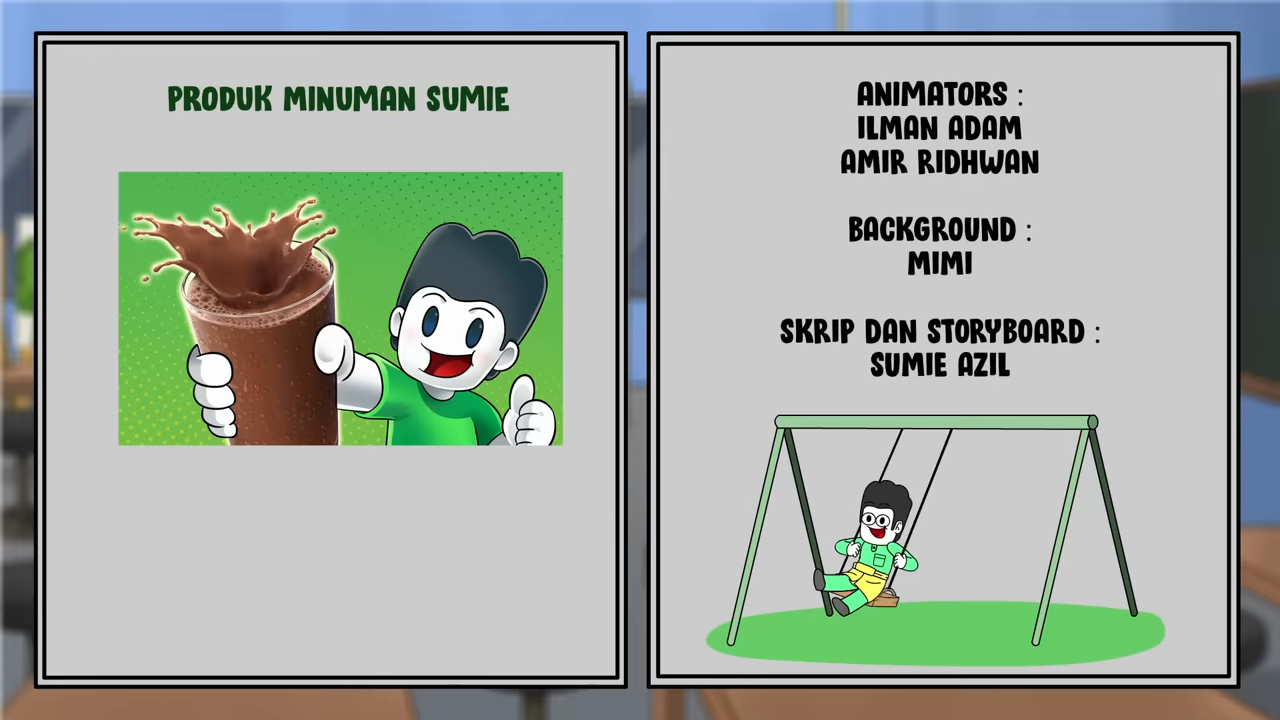 PRODUK MINUMAN SUMIE
ANIMATORS :
ILMAN ADAM
AMIR RIDHWAN
BACKGROUND :
MIMI
SKRIP DAN STORYBOARD :
SUMIE AZIL